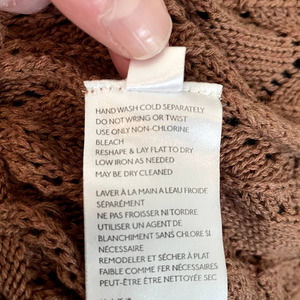 HAND WASH COLD SEPARATELY
DO NOT WRING OR TWIST
USE ONLY NON-CHLORINE
BLEACH
RESHAPE & LAY FLAT TO DRY
LOW IRON AS NEEDED
MAY BE DRY CLEANED
LAVER À LA MAIN A LEAU FROIDE
SÉPARÉMENT
NE PAS FROISSER NI TORDRE
UTILISER UN AGENT DE
BLANCHIMENT SANS CHLORE SI
NÉCESSAIRE
REMODELER ET SÉCHER À PLAT
FAIBLE COMME FER NÉCESSAIRES
PEUT-ÊTRE ÊTRE NETTOYÉE SEC